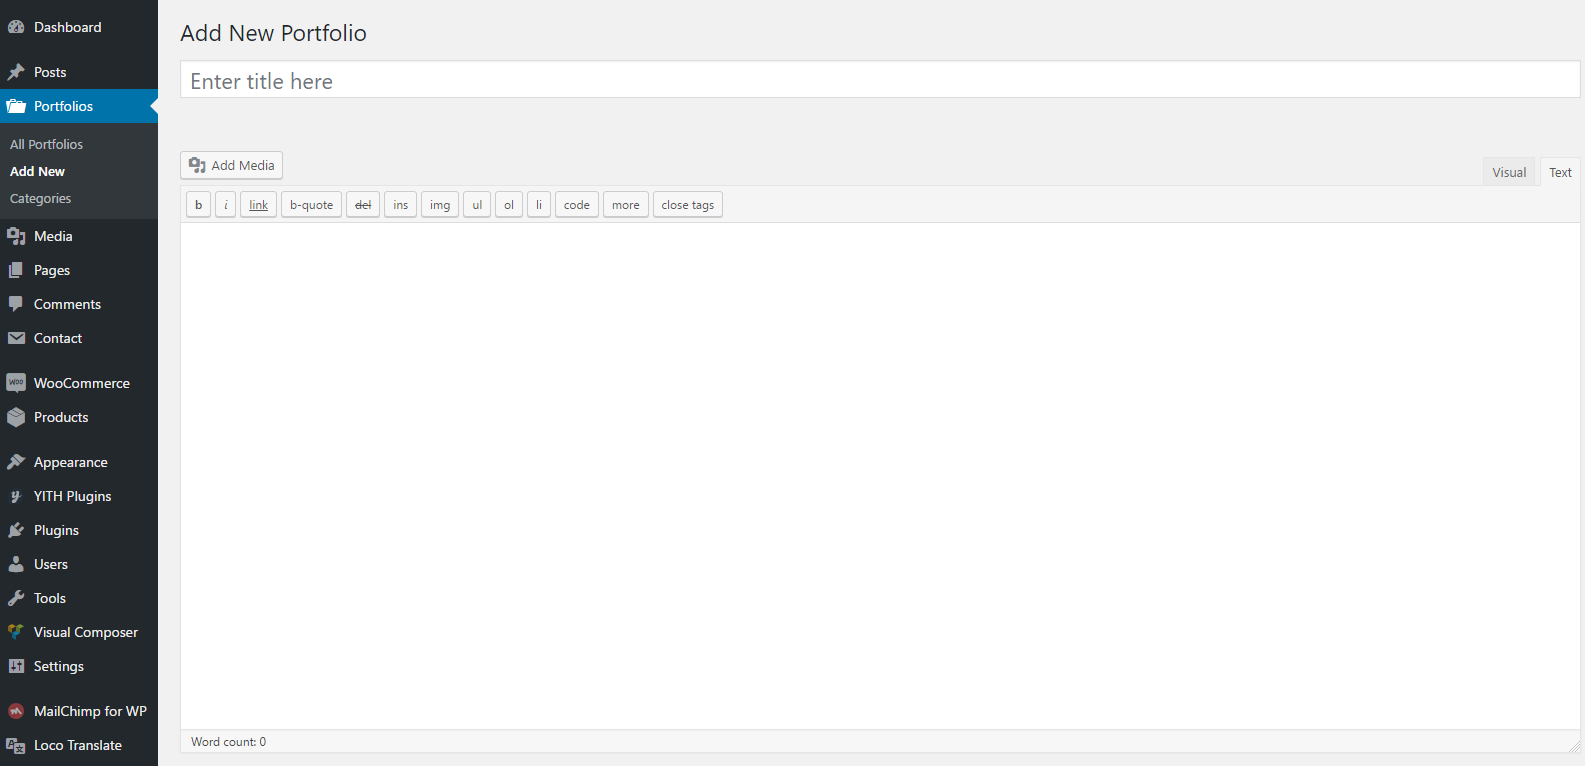 Dashboard
Posts
Portfolios
All Portfolios
Add New
Categories
Media
Pages
Comments
Contact
woo WooCommerce
Products
Appearance
YITH Plugins
Plugins
Users
Tools
Visual Composer
Settings
MailChimp for WP
Loco Translate
Add New Portfolio
Enter title here
Add Media
Visual Text
b i link b-quote del ins img ul ol li code more close tags
Word count: 0